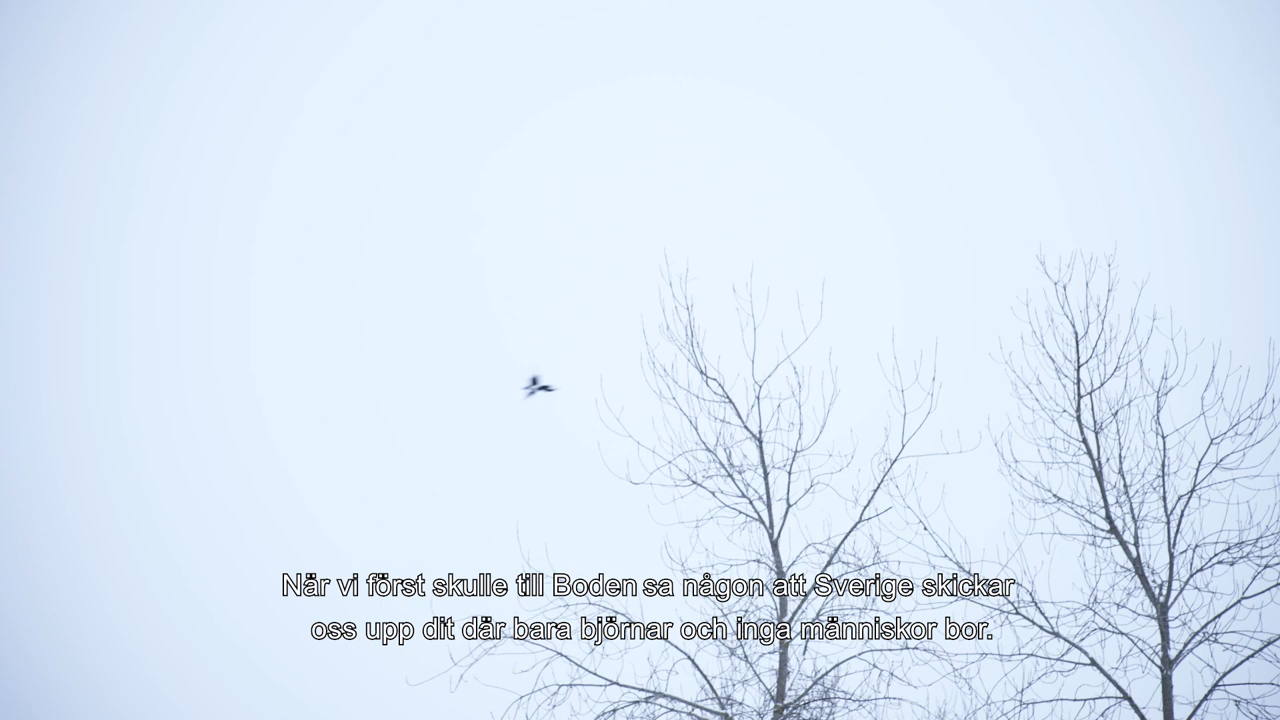 När vi först skulle till Boden sa någon att Sverige skickar
oss upp dit där bara björnar och inga människor bor.